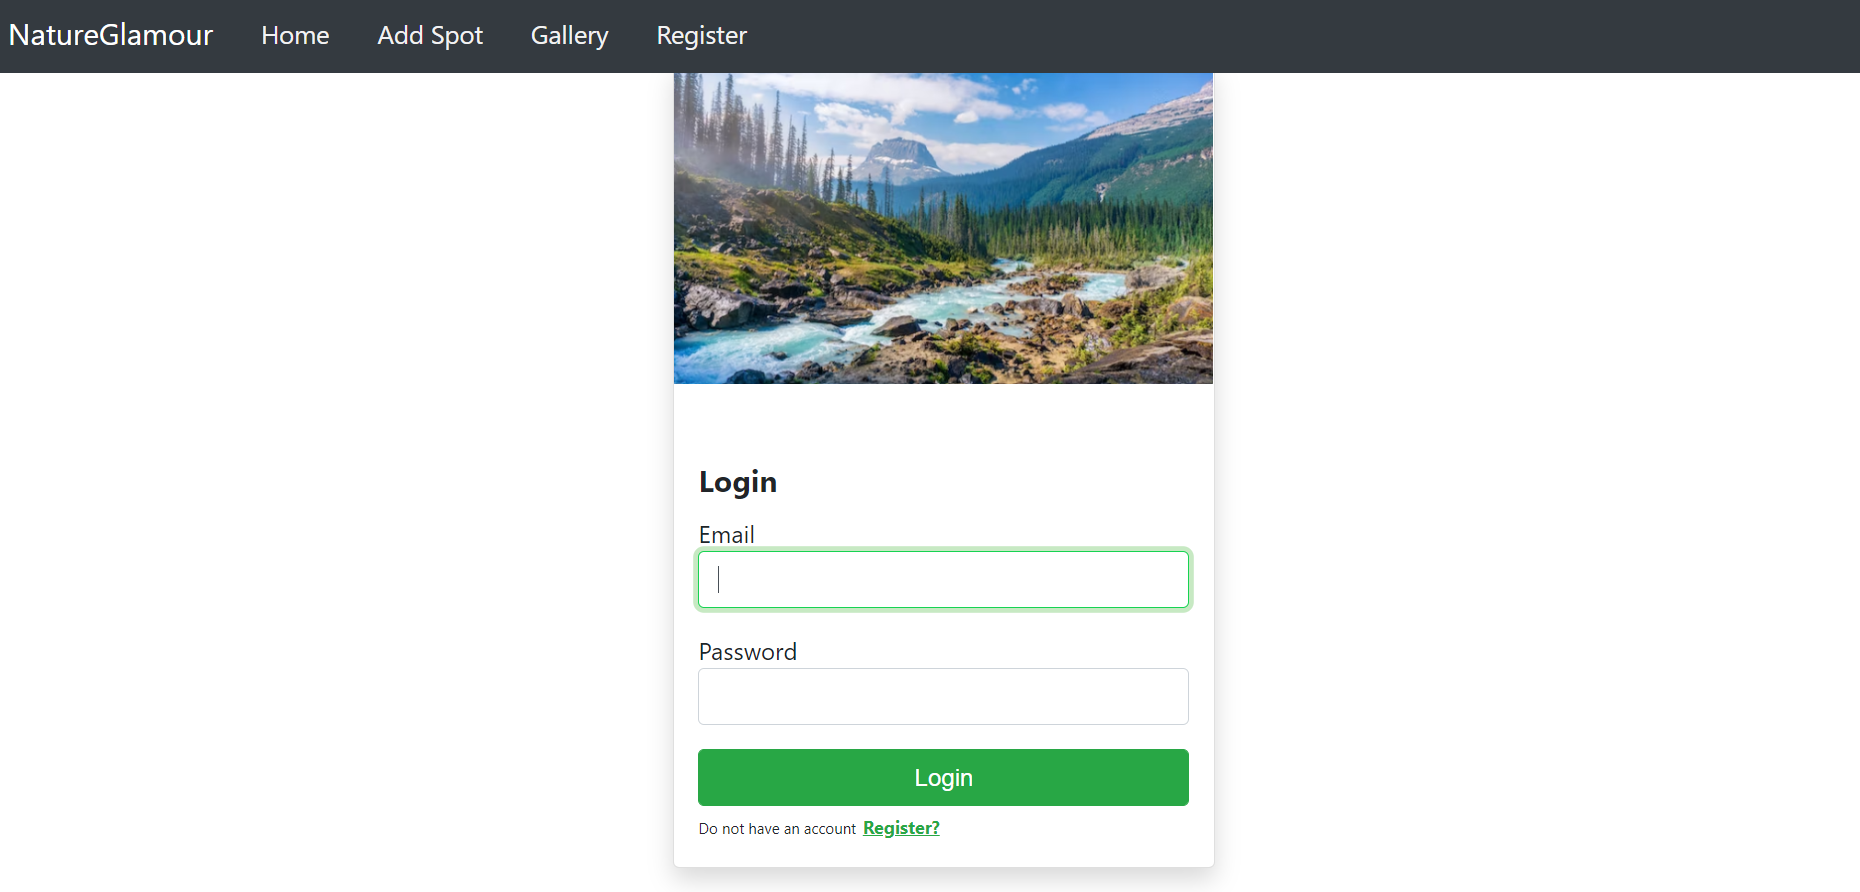 NatureGlamour Home Add Spot Gallery Register
Login
Email
Password
Login
Do not have an account Register?